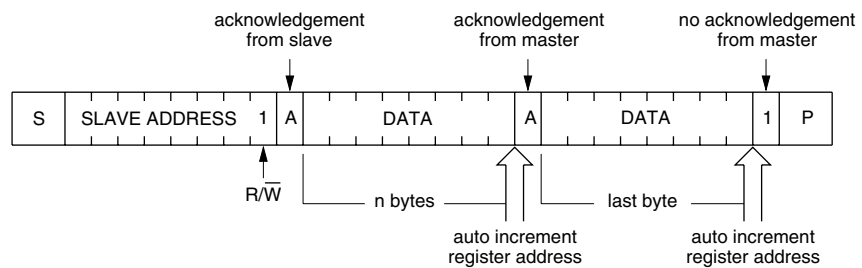 acknowledgement
from slave
acknowledgement
from master
no acknowledgement
from master
S SLAVE ADDRESS 1 A DATA A DATA 1 P
R/W̅
n bytes
last byte
auto increment
register address
auto increment
register address